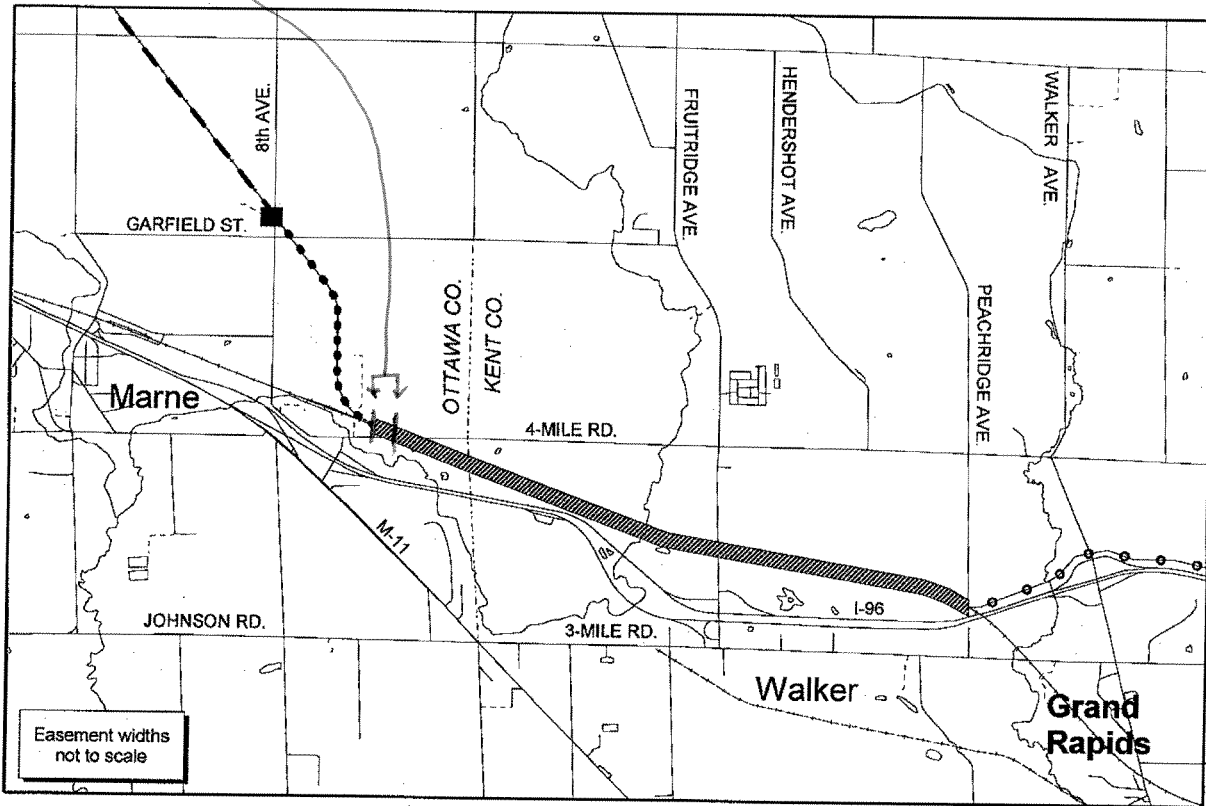 8th AVE.
FRUITRIDGE AVE.
HENDERSHOT AVE.
WALKER AVE.
GARFIELD ST.
OTTAWA CO.
KENT CO.
PEACHRIDGE AVE.
Marne
4-MILE RD.
M-11
I-96
JOHNSON RD.
3-MILE RD.
Walker
Grand
Rapids
Easement widths
not to scale